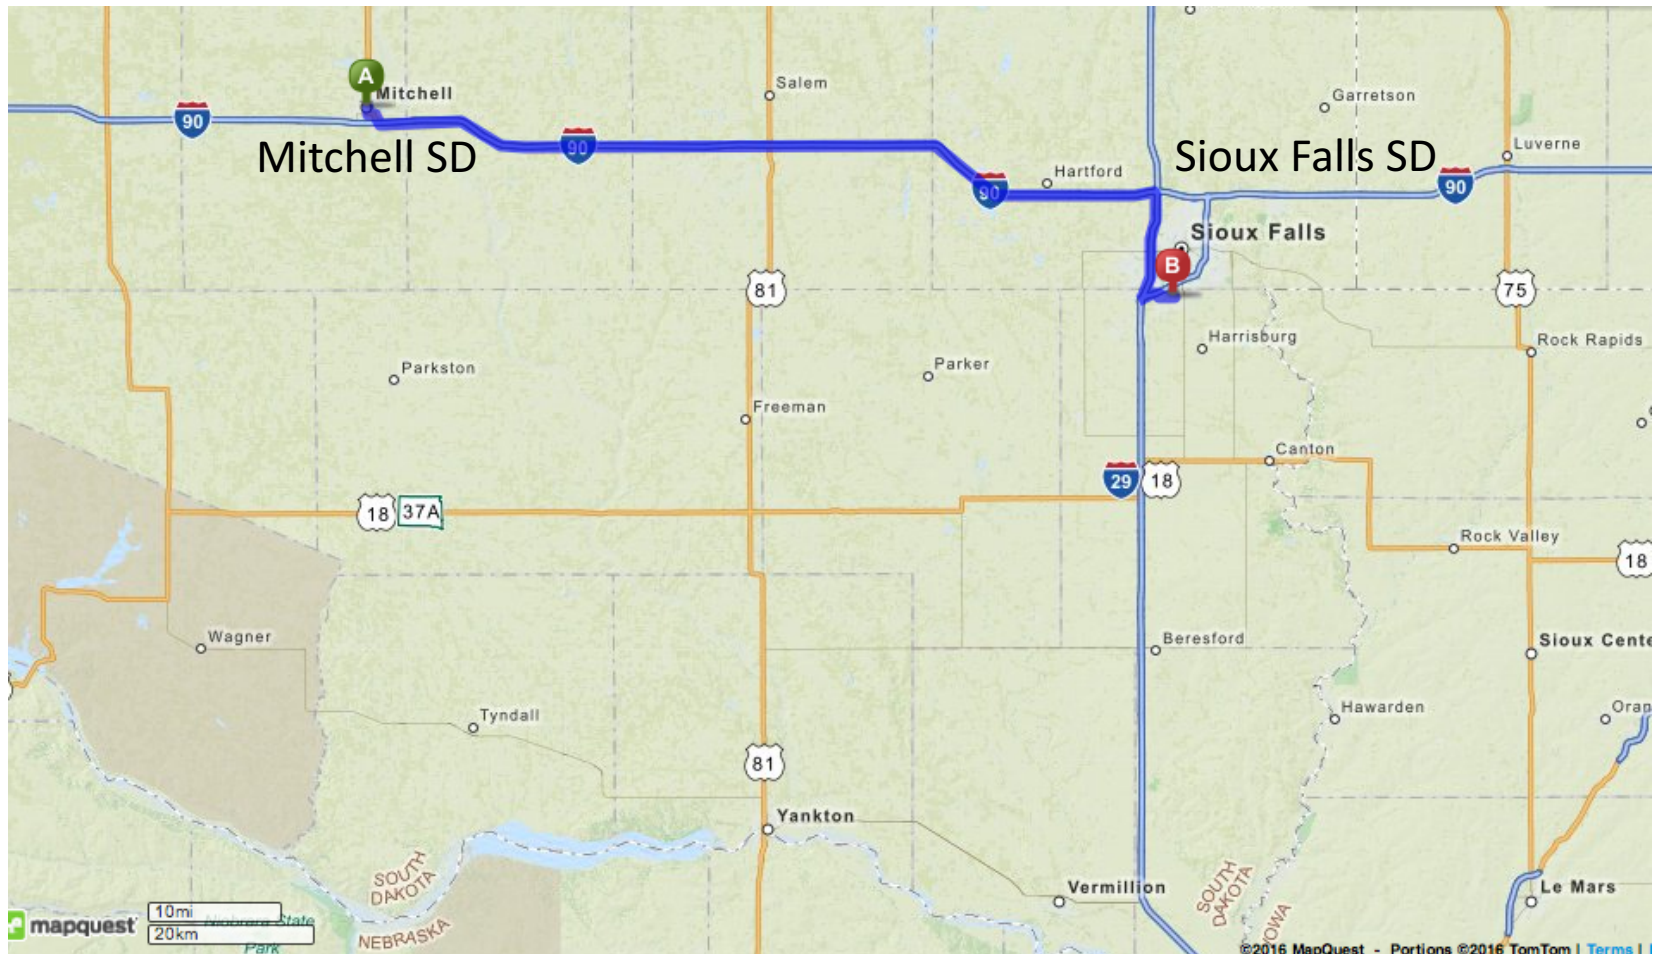 A
Mitchell
Salem
Garretson
Luverne
90
Mitchell SD
90
Sioux Falls SD
Hartford
90
90
Sioux Falls
B
81
75
Harrisburg
Rock Rapids
Parkston
Parker
Freeman
Canton
29
18
18
37A
Rock Valley
18
Wagner
Beresford
Sioux Cente
Tyndall
Hawarden
Oran
81
Yankton
SOUTH
DAKOTA
NEBRASKA
Vermillion
SOUTH
DAKOTA
IOWA
Le Mars
10mi
20km
mapquest
Niobrara State
Park
©2016 MapQuest - Portions ©2016 TomTom | Terms |